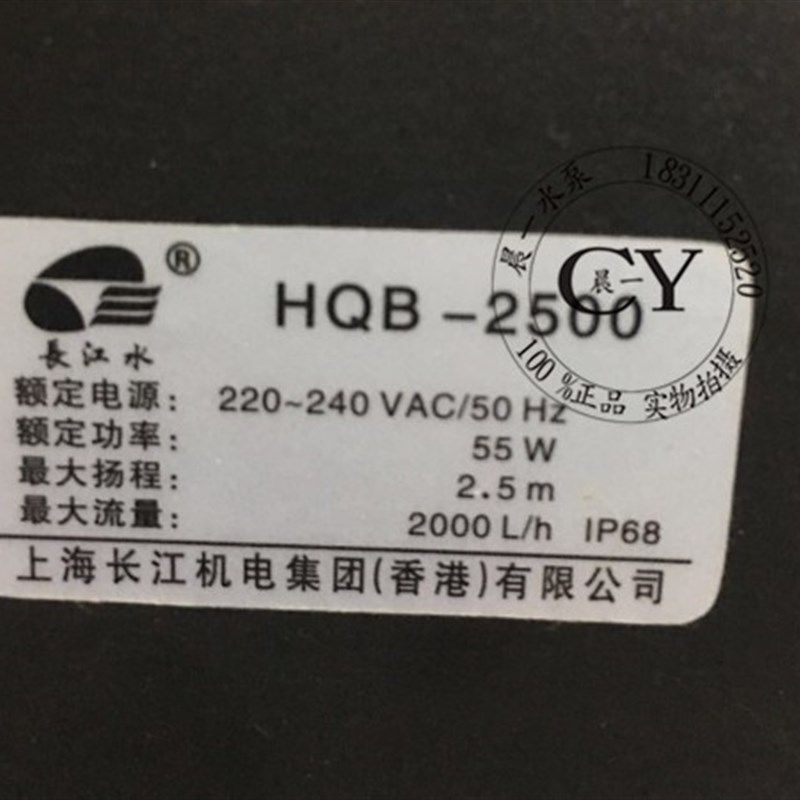 ®
HQB-2500
長江水
额定电源: 220~240 VAC/50 Hz
额定功率: 55 W
最大扬程: 2.5 m
最大流量: 2000 L/h IP68
上海长江机电集团(香港)有限公司
晨一水泵 18311152520
CY
晨一
100%正品 实物拍摄